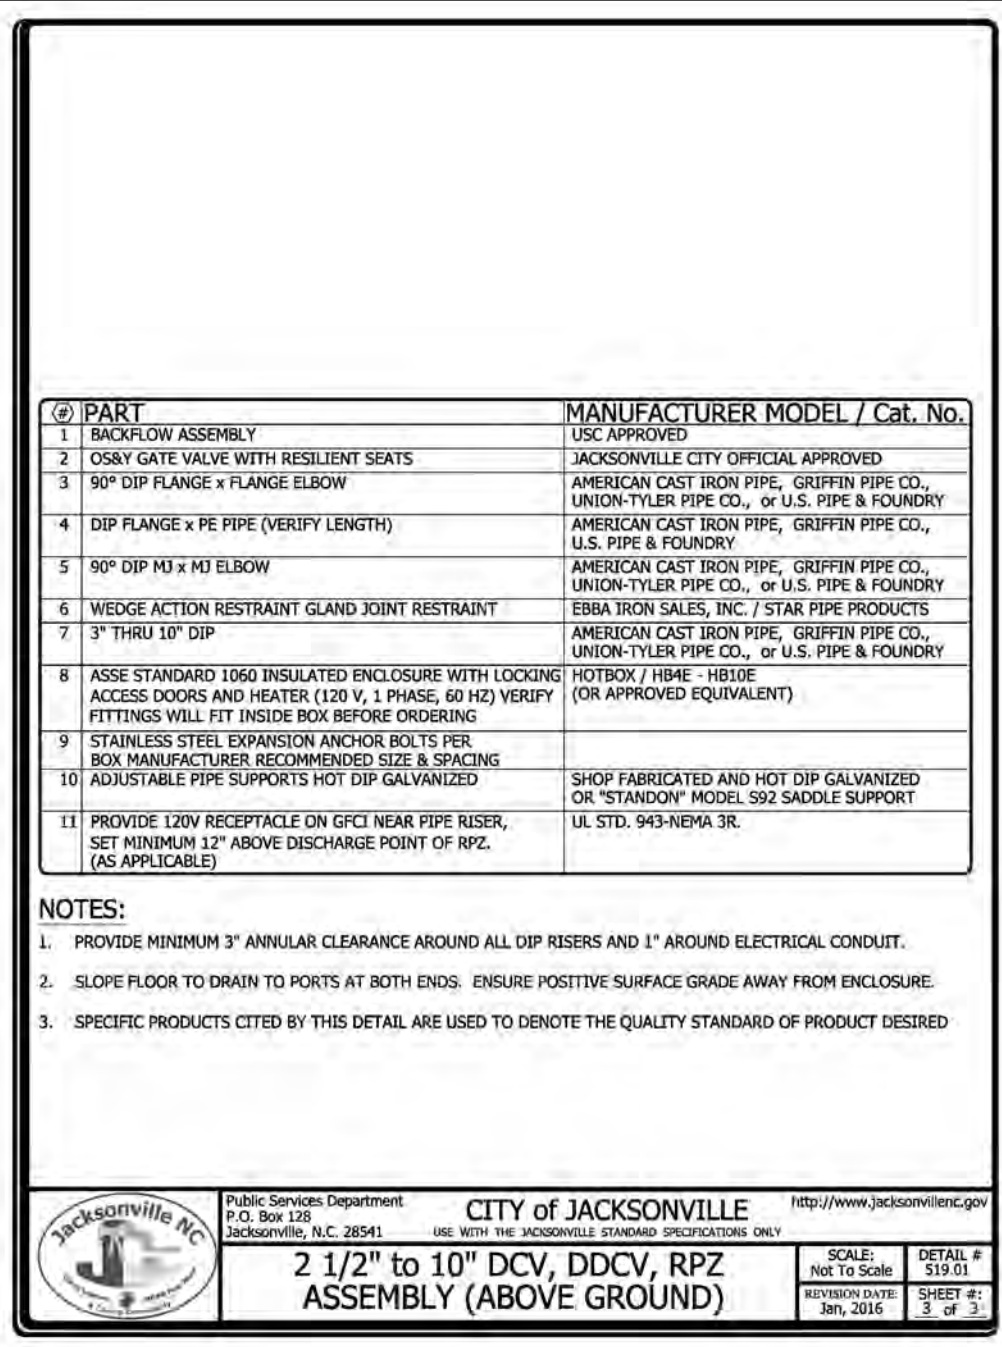 # PART MANUFACTURER MODEL / Cat. No.
1 BACKFLOW ASSEMBLY USC APPROVED
2 OS&Y GATE VALVE WITH RESILIENT SEATS JACKSONVILLE CITY OFFICIAL APPROVED
3 90° DIP FLANGE x FLANGE ELBOW AMERICAN CAST IRON PIPE, GRIFFIN PIPE CO.,
UNION-TYLER PIPE CO., or U.S. PIPE & FOUNDRY
4 DIP FLANGE x PE PIPE (VERIFY LENGTH) AMERICAN CAST IRON PIPE, GRIFFIN PIPE CO.,
U.S. PIPE & FOUNDRY
5 90° DIP MJ x MJ ELBOW AMERICAN CAST IRON PIPE, GRIFFIN PIPE CO.,
UNION-TYLER PIPE CO., or U.S. PIPE & FOUNDRY
6 WEDGE ACTION RESTRAINT GLAND JOINT RESTRAINT EBBA IRON SALES, INC. / STAR PIPE PRODUCTS
7 3" THRU 10" DIP AMERICAN CAST IRON PIPE, GRIFFIN PIPE CO.,
UNION-TYLER PIPE CO., or U.S. PIPE & FOUNDRY
8 ASSE STANDARD 1060 INSULATED ENCLOSURE WITH LOCKING HOTBOX / HB4E - HB10E
ACCESS DOORS AND HEATER (120 V, 1 PHASE, 60 HZ) VERIFY (OR APPROVED EQUIVALENT)
FITTINGS WILL FIT INSIDE BOX BEFORE ORDERING
9 STAINLESS STEEL EXPANSION ANCHOR BOLTS PER
BOX MANUFACTURER RECOMMENDED SIZE & SPACING
10 ADJUSTABLE PIPE SUPPORTS HOT DIP GALVANIZED SHOP FABRICATED AND HOT DIP GALVANIZED
OR "STANDON" MODEL S92 SADDLE SUPPORT
11 PROVIDE 120V RECEPTACLE ON GFCI NEAR PIPE RISER, UL STD. 943-NEMA 3R.
SET MINIMUM 12" ABOVE DISCHARGE POINT OF RPZ.
(AS APPLICABLE)
NOTES:
1. PROVIDE MINIMUM 3" ANNULAR CLEARANCE AROUND ALL DIP RISERS AND 1" AROUND ELECTRICAL CONDUIT.
2. SLOPE FLOOR TO DRAIN TO PORTS AT BOTH ENDS. ENSURE POSITIVE SURFACE GRADE AWAY FROM ENCLOSURE.
3. SPECIFIC PRODUCTS CITED BY THIS DETAIL ARE USED TO DENOTE THE QUALITY STANDARD OF PRODUCT DESIRED
Jacksonville NC
Public Services Department
P.O. Box 128
Jacksonville, N.C. 28541
CITY of JACKSONVILLE
USE WITH THE JACKSONVILLE STANDARD SPECIFICATIONS ONLY
http://www.jacksonvillenc.gov
2 1/2" to 10" DCV, DDCV, RPZ
ASSEMBLY (ABOVE GROUND)
SCALE:
Not To Scale
DETAIL #
519.01
REVISION DATE:
Jan, 2016
SHEET #:
3 of 3